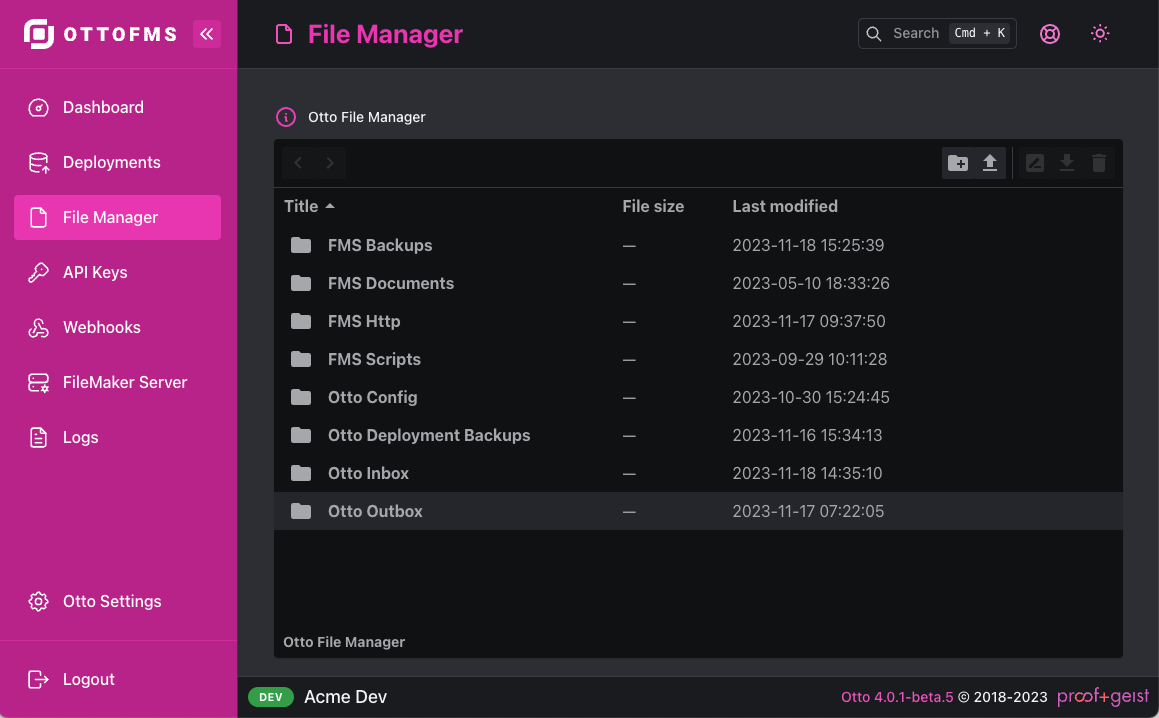 OTTOFMS
File Manager
Search Cmd + K
Dashboard
Deployments
File Manager
API Keys
Webhooks
FileMaker Server
Logs
Otto Settings
Logout
Otto File Manager
Title File size Last modified
FMS Backups — 2023-11-18 15:25:39
FMS Documents — 2023-05-10 18:33:26
FMS Http — 2023-11-17 09:37:50
FMS Scripts — 2023-09-29 10:11:28
Otto Config — 2023-10-30 15:24:45
Otto Deployment Backups — 2023-11-16 15:34:13
Otto Inbox — 2023-11-18 14:35:10
Otto Outbox — 2023-11-17 07:22:05
Otto File Manager
DEV Acme Dev
Otto 4.0.1-beta.5 © 2018-2023 proof+geist